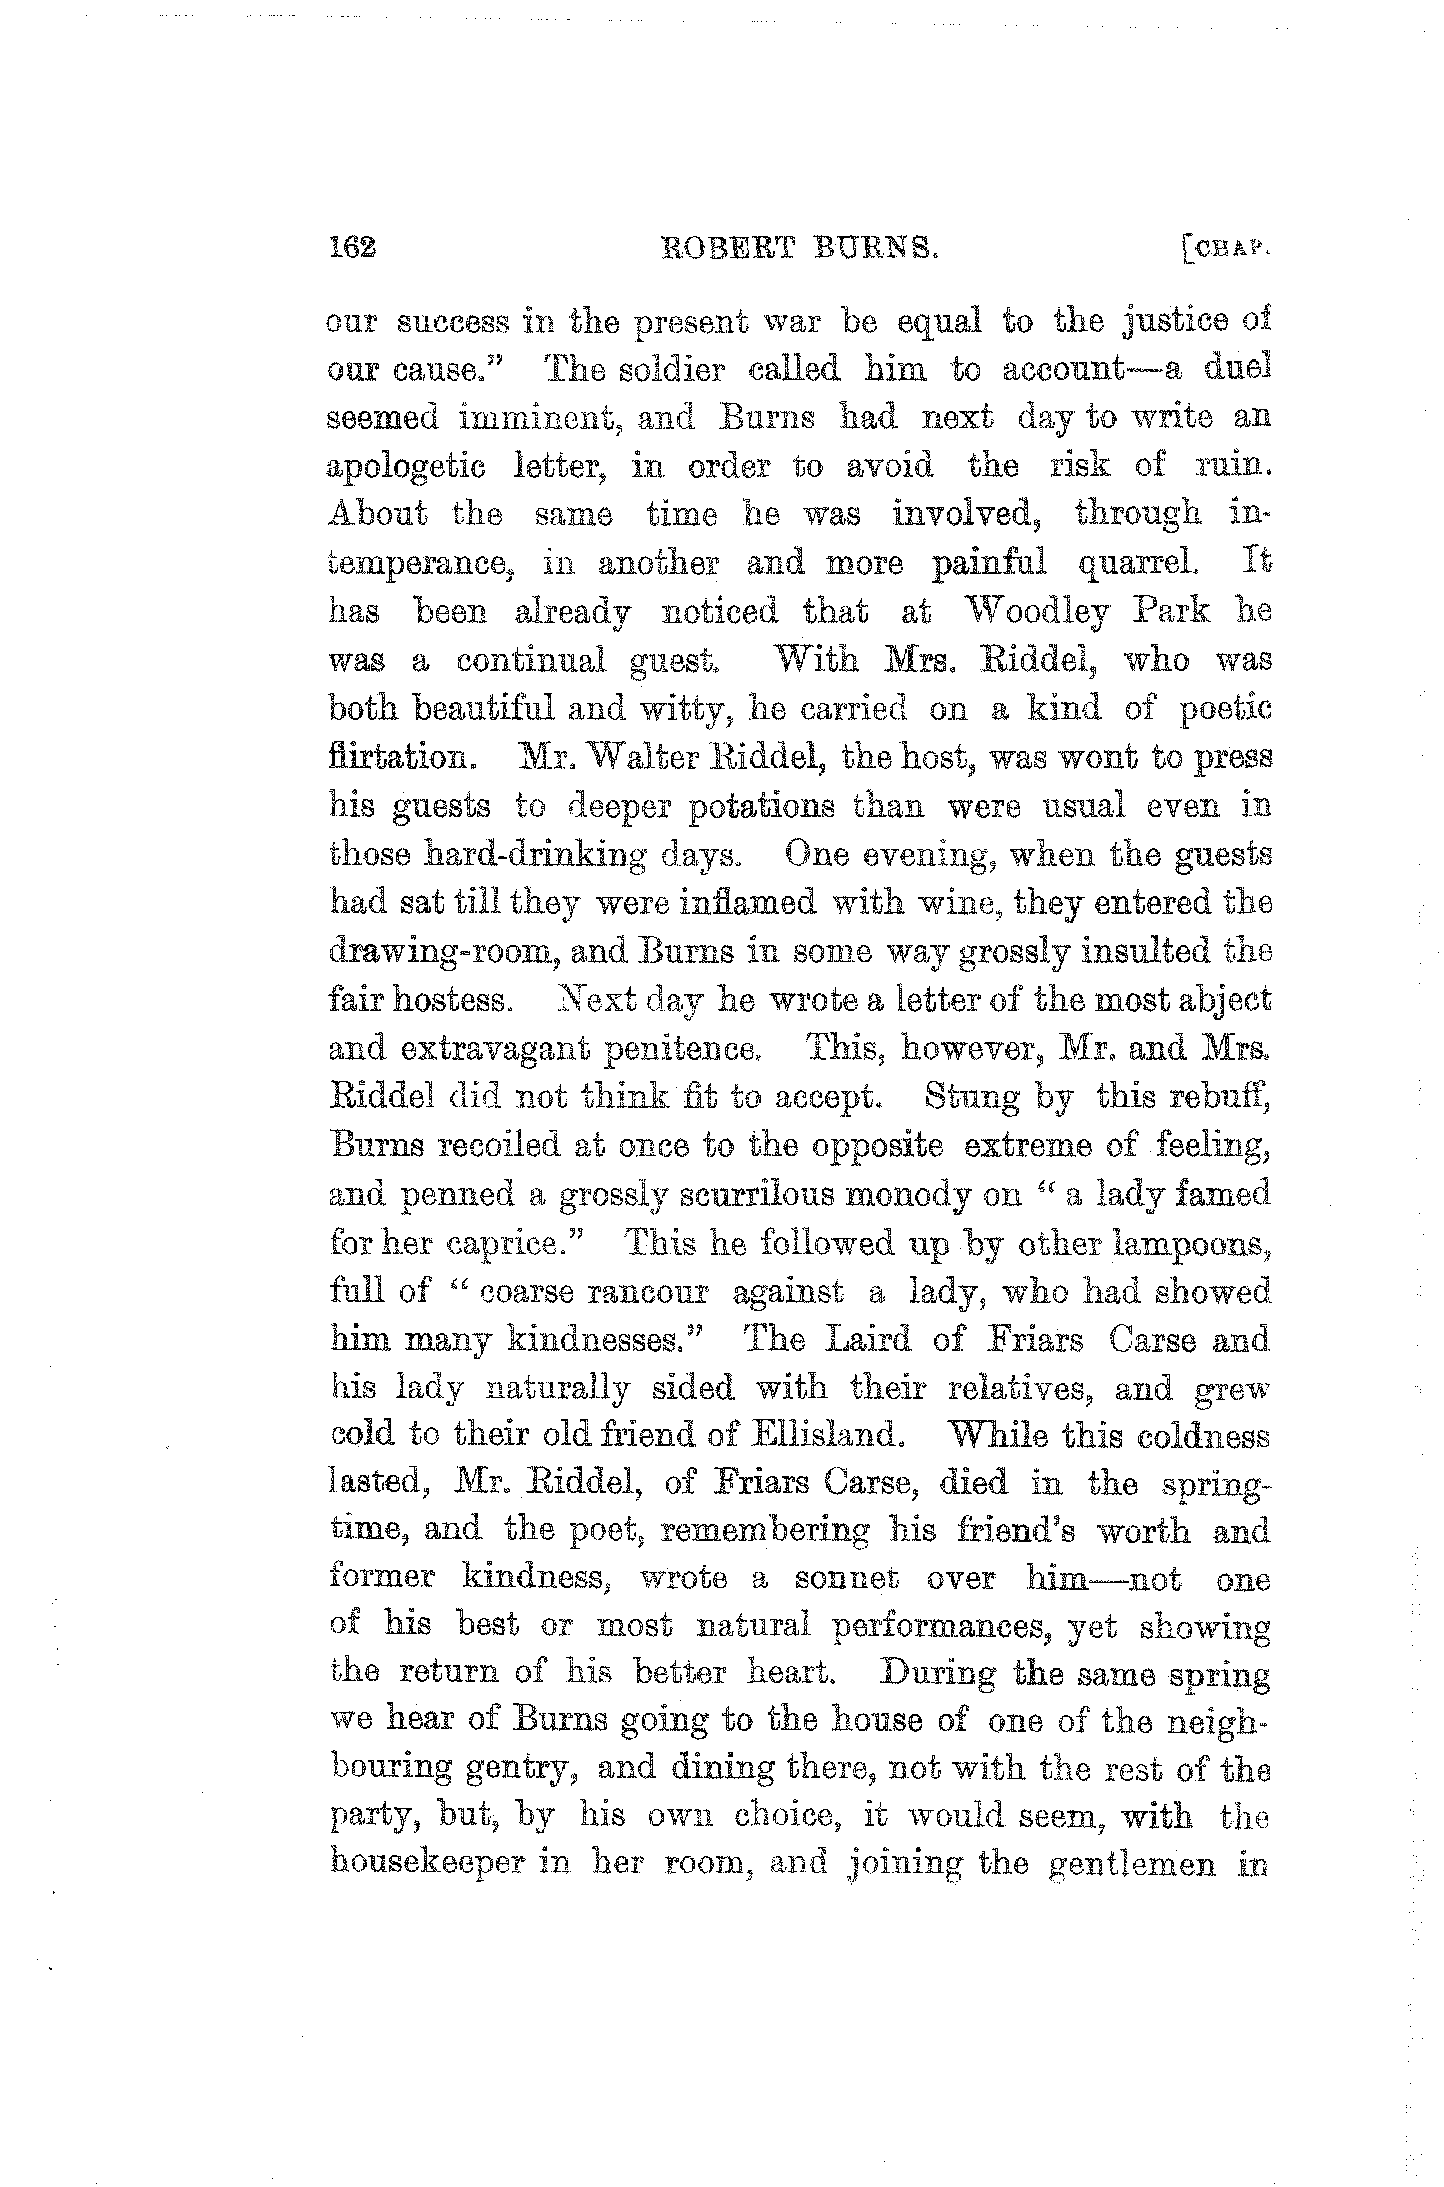 162 ROBERT BURNS. [CHAP.
our success in the present war be equal to the justice of
our cause." The soldier called him to account—a duel
seemed imminent, and Burns had next day to write an
apologetic letter, in order to avoid the risk of ruin.
About the same time he was involved, through in-
temperance, in another and more painful quarrel. It
has been already noticed that at Woodley Park he
was a continual guest. With Mrs. Riddel, who was
both beautiful and witty, he carried on a kind of poetic
flirtation. Mr. Walter Riddel, the host, was wont to press
his guests to deeper potations than were usual even in
those hard-drinking days. One evening, when the guests
had sat till they were inflamed with wine, they entered the
drawing-room, and Burns in some way grossly insulted the
fair hostess. Next day he wrote a letter of the most abject
and extravagant penitence. This, however, Mr. and Mrs.
Riddel did not think fit to accept. Stung by this rebuff,
Burns recoiled at once to the opposite extreme of feeling,
and penned a grossly scurrilous monody on "a lady famed
for her caprice." This he followed up by other lampoons,
full of "coarse rancour against a lady, who had showed
him many kindnesses." The Laird of Friars Carse and
his lady naturally sided with their relatives, and grew
cold to their old friend of Ellisland. While this coldness
lasted, Mr. Riddel, of Friars Carse, died in the spring-
time, and the poet, remembering his friend's worth and
former kindness, wrote a sonnet over him—not one
of his best or most natural performances, yet showing
the return of his better heart. During the same spring
we hear of Burns going to the house of one of the neigh-
bouring gentry, and dining there, not with the rest of the
party, but, by his own choice, it would seem, with the
housekeeper in her room, and joining the gentlemen in